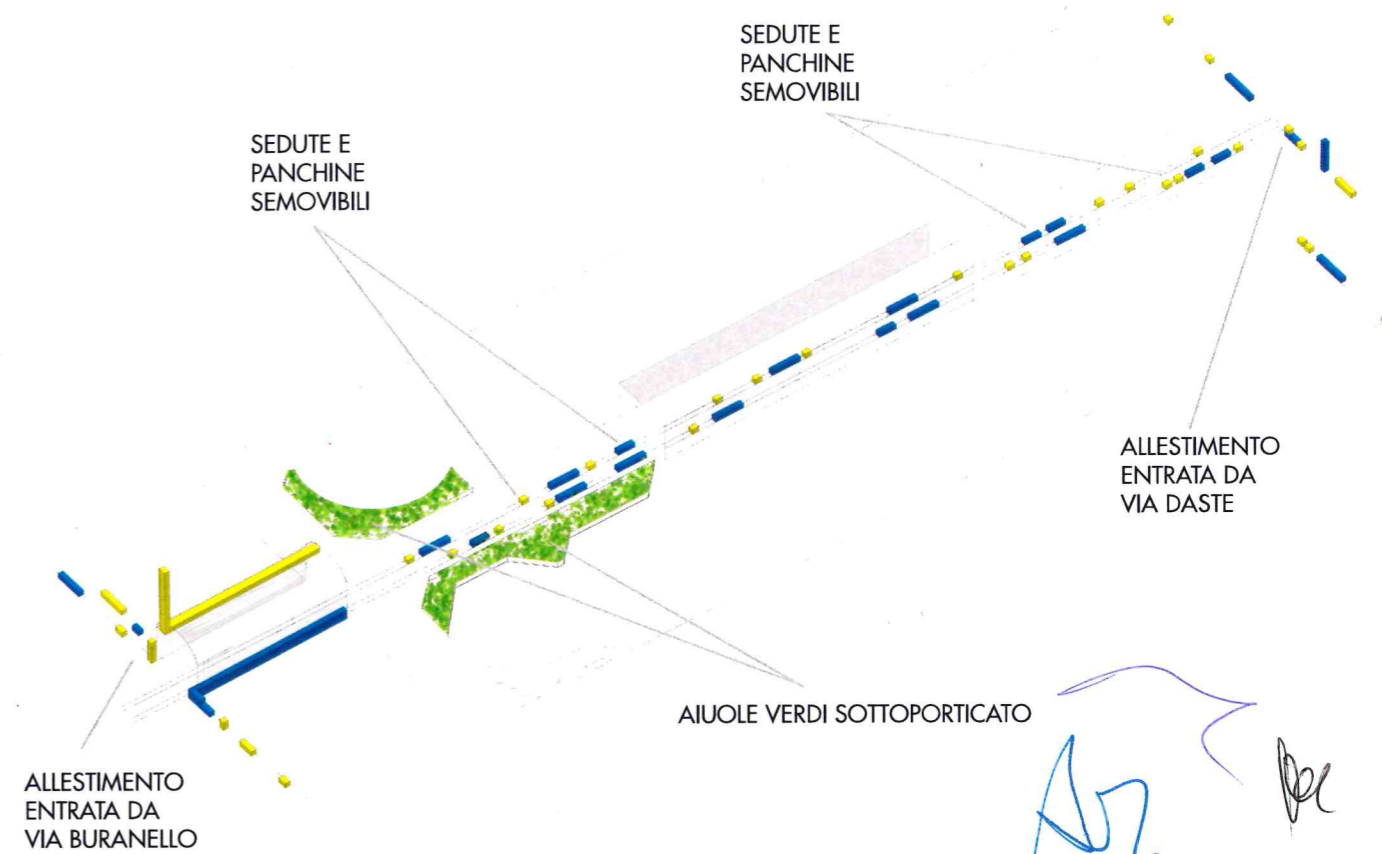 SEDUTE E
PANCHINE
SEMOVIBILI
SEDUTE E
PANCHINE
SEMOVIBILI
ALLESTIMENTO
ENTRATA DA
VIA DASTE
AIUOLE VERDI SOTTOPORTICATO
ALLESTIMENTO
ENTRATA DA
VIA BURANELLO